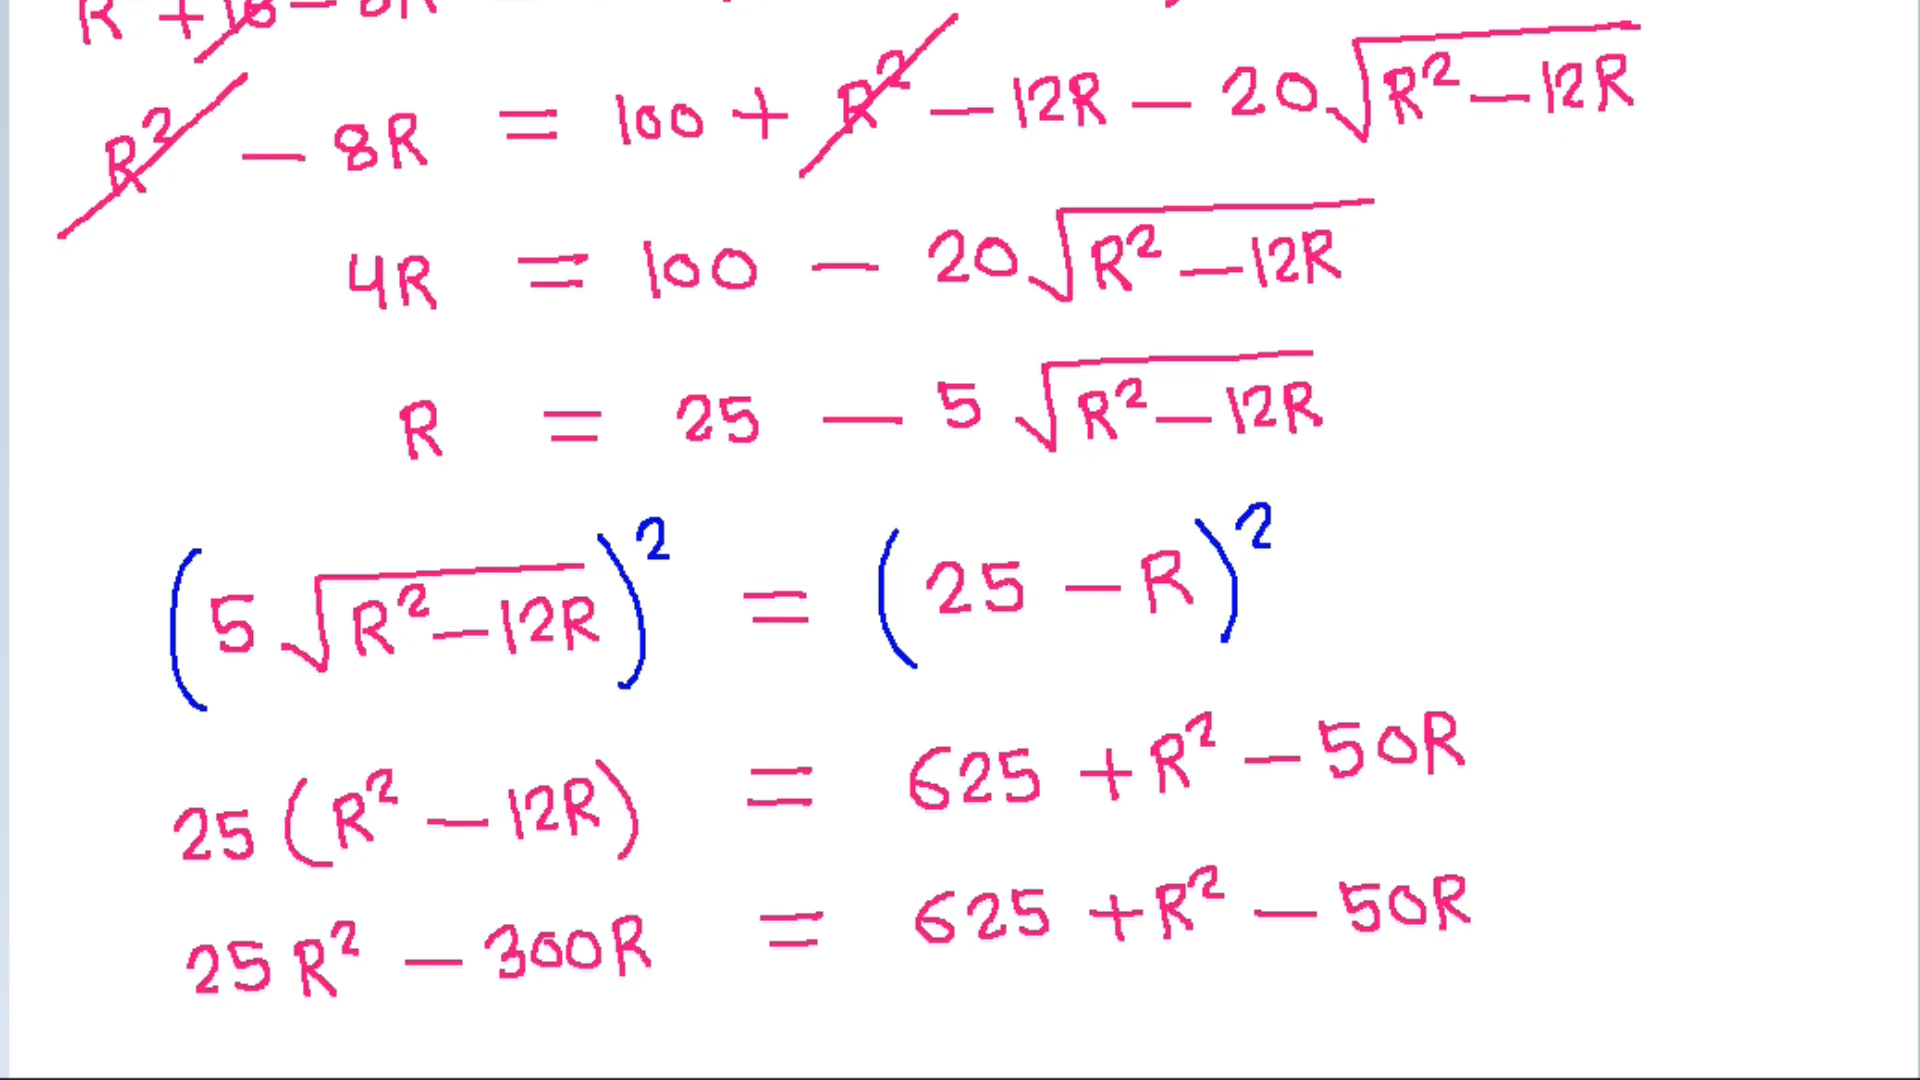 R² - 8R = 100 + R² - 12R - 20√(R² - 12R)
4R = 100 - 20√(R² - 12R)
R = 25 - 5√(R² - 12R)
(5√(R² - 12R))² = (25 - R)²
25(R² - 12R) = 625 + R² - 50R
25R² - 300R = 625 + R² - 50R